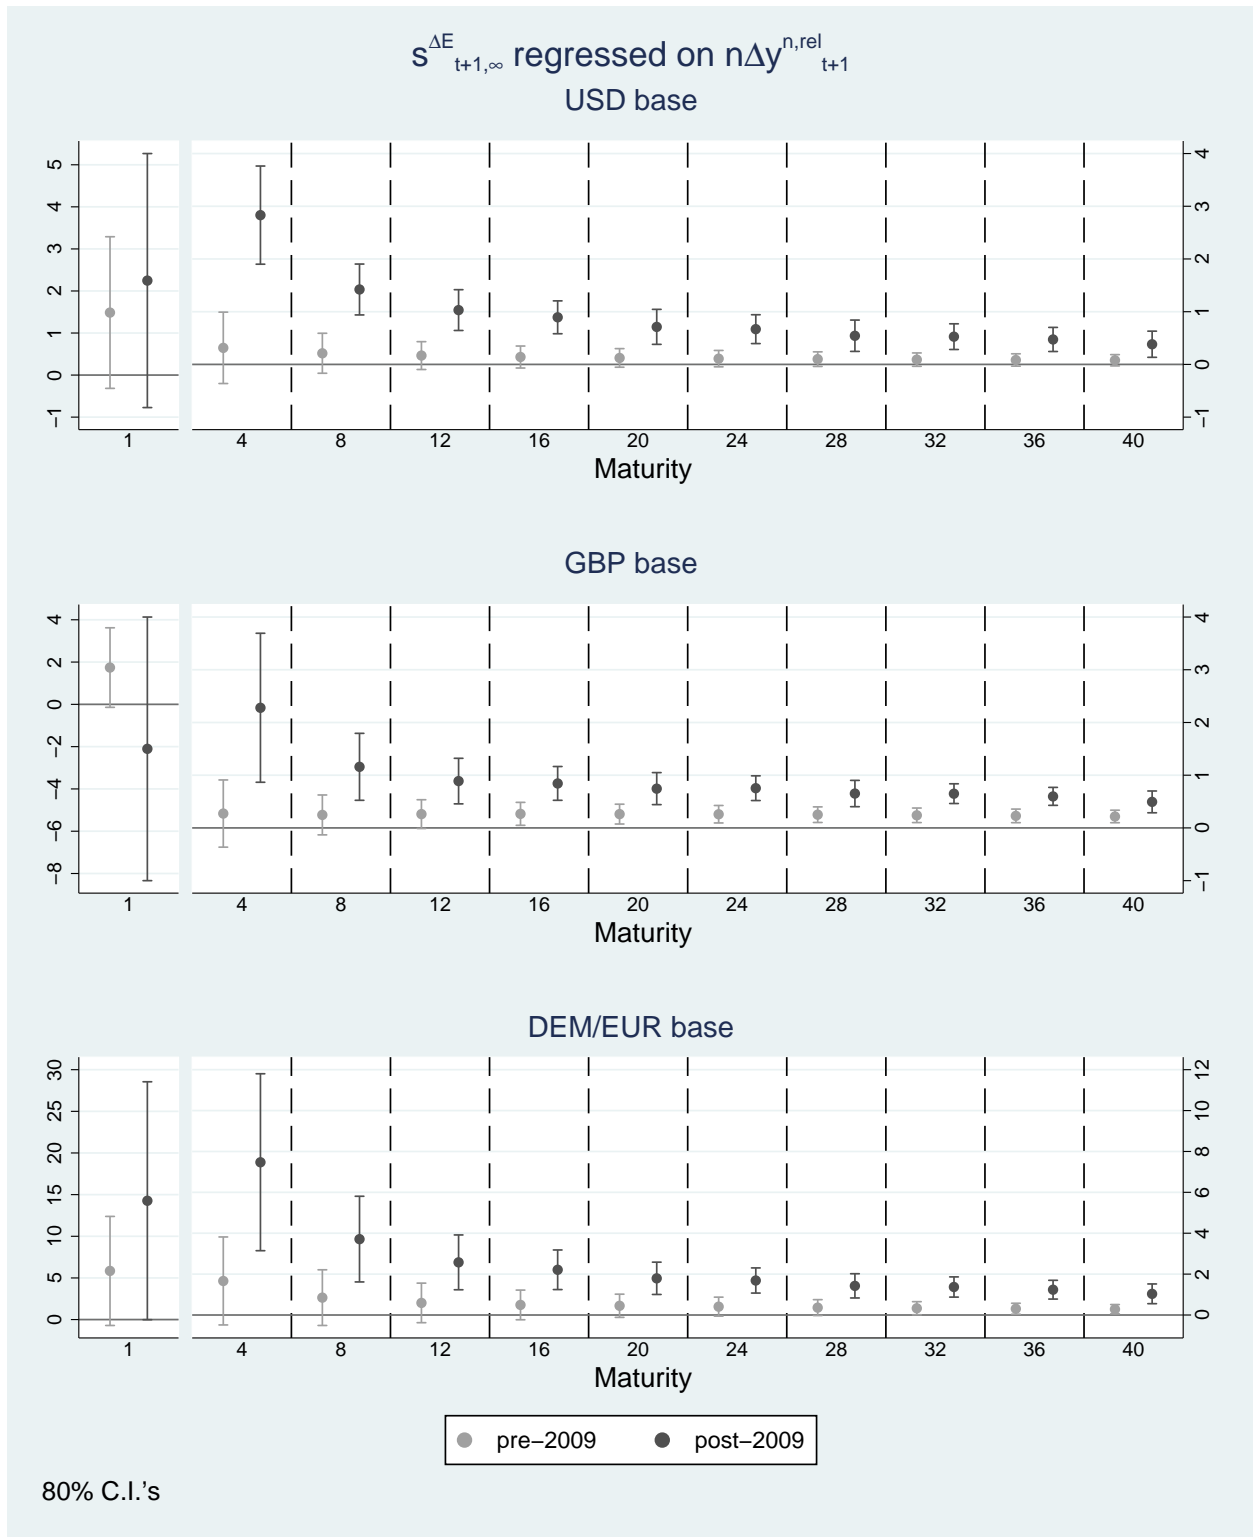 s^ΔE_t+1,∞ regressed on nΔy^n,rel_t+1
USD base
−1 0 1 2 3 4 5
−1 0 1 2 3 4
1 4 8 12 16 20 24 28 32 36 40
Maturity
GBP base
−8 −6 −4 −2 0 2 4
−1 0 1 2 3 4
1 4 8 12 16 20 24 28 32 36 40
Maturity
DEM/EUR base
0 5 10 15 20 25 30
0 2 4 6 8 10 12
1 4 8 12 16 20 24 28 32 36 40
Maturity
pre−2009 post−2009
80% C.I.'s